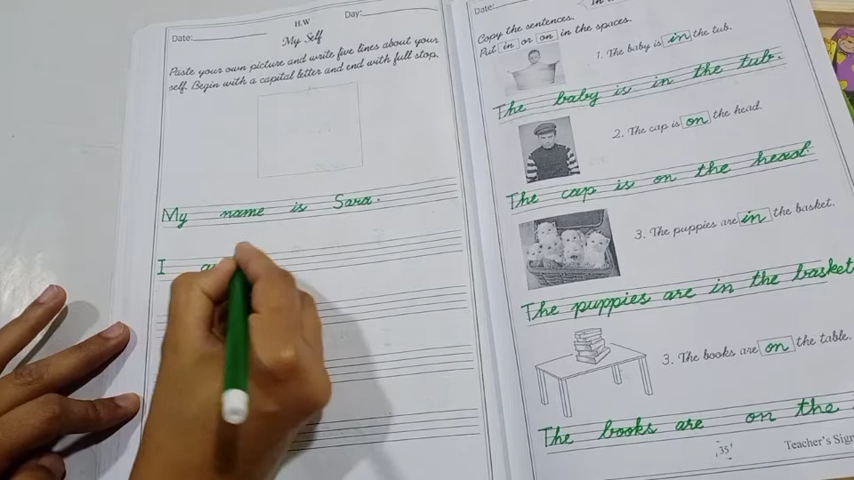 H.W
Date: Day:
My Self
Paste your own picture and write five lines about your
self. Begin with a capital letter and end with full stop.
My name is Sara.
I
Date:
Copy the sentences.
Put in or on in the spaces.
1. The baby is in the tub.
The baby is in the tub.
2. The cap is on the head.
The cap is on the head.
3. The puppies are in the basket.
The puppies are in the basket
3. The books are on the table.
The books are on the
35
Teacher's Sign